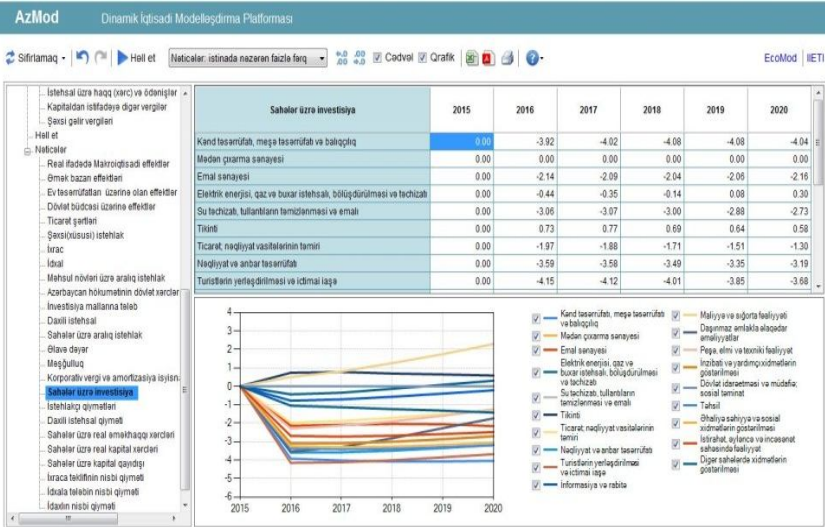 AzMod
Dinamik İqtisadi Modelləşdirma Platforması
Sıfırlamaq
Həll et
Nəticələr: istinada nəzərən faizlə fərq
Cədvəl
Qrafik
EcoMod
IIETI
İstehsal üzrə haqq (xərc) və ödənişlər
Kapitaldan istifadəyə digər vergilər
Şəxsi gəlir vergiləri
Həll et
Nəticələr
Real ifadədə Makroiqtisadi effektlər
Əmək bazarı effektləri
Ev təsərrüfatları üzərinə olan effektlər
Dövlət büdcəsi üzərinə effektlər
Ticarət şərtləri
Şəxsi(xüsusi) istehlak
İxrac
İdxal
Məhsul növləri üzrə aralıq istehlak
Azərbaycan hökumətinin dövlət xərclər
İnvestisiya mallarına tələb
Daxili istehsal
Sahələr üzrə aralıq istehlak
Əlavə dəyər
Məşğulluq
Korporativ vergi və amortizasiya
Sahələr üzrə investisiya
İstehlakçı qiymətləri
Daxili istehsal qiyməti
Sahələr üzrə real əməkhaqqı xərcləri
Sahələr üzrə real kapital xərcləri
Sahələr üzrə kapital qayıdışı
İxraca təklifinin nisbi qiyməti
İdxala tələbin nisbi qiyməti
İdaxlın nisbi qiyməti
Sahələr üzrə investisiya 2015 2016 2017 2018 2019 2020
Kənd təsərrüfatı, meşə təsərrüfatı və balıqçılıq 0.00 -3.92 -4.02 -4.08 -4.08 -4.04
Mədən çıxarma sənayesi 0.00 0.00 0.00 0.00 0.00 0.00
Emal sənayesi 0.00 -2.14 -2.09 -2.04 -2.06 -2.16
Elektrik enerjisi, qaz və buxar istehsalı, bölüşdürülməsi və təchizatı 0.00 -0.44 -0.35 -0.14 0.08 0.30
Su təchizatı, tullantıların təmizlənməsi və emalı 0.00 -3.06 -3.07 -3.00 -2.88 -2.73
Tikinti 0.00 0.73 0.77 0.69 0.64 0.58
Ticarət; nəqliyyat vasitələrinin təmiri 0.00 -1.97 -1.88 -1.71 -1.51 -1.30
Nəqliyyat və anbar təsərrüfatı 0.00 -3.59 -3.58 -3.49 -3.35 -3.19
Turistlərin yerləşdirilməsi və ictimai iaşə 0.00 -4.15 -4.12 -4.01 -3.85 -3.68
4
3
2
1
0
-1
-2
-3
-4
-5
-6
2015 2016 2017 2018 2019 2020
Kənd təsərrüfatı, meşə təsərrüfatı
və balıqçılıq
Mədən çıxarma sənayesi
Emal sənayesi
Elektrik enerjisi, qaz və
buxar istehsalı, bölüşdürülməsi
və təchizatı
Su təchizatı, tullantıların
təmizlənməsi və emalı
Tikinti
Ticarət; nəqliyyat vasitələrinin
təmiri
Nəqliyyat və anbar təsərrüfatı
Turistlərin yerləşdirilməsi
və ictimai iaşə
İnformasiya və rabitə
Maliyyə və sığorta fəaliyyəti
Daşınmaz əmlakla əlaqədar
əməliyyatlar
Peşə, elmi və texniki fəaliyyət
İnzibati və yardımçı xidmətlərin
göstərilməsi
Dövlət idarəetməsi və müdafiə;
sosial təminat
Təhsil
Əhaliyə səhiyyə və sosial
xidmətlərin göstərilməsi
İstirahət, əyləncə və incəsənət
sahəsində fəaliyyət
Digər sahələrdə xidmətlərin
göstərilməsi